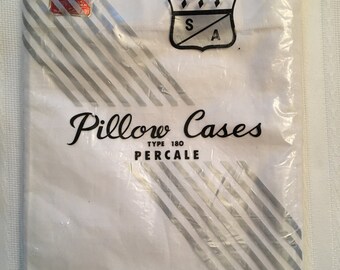 S A
Pillow Cases
TYPE 180
PERCALE